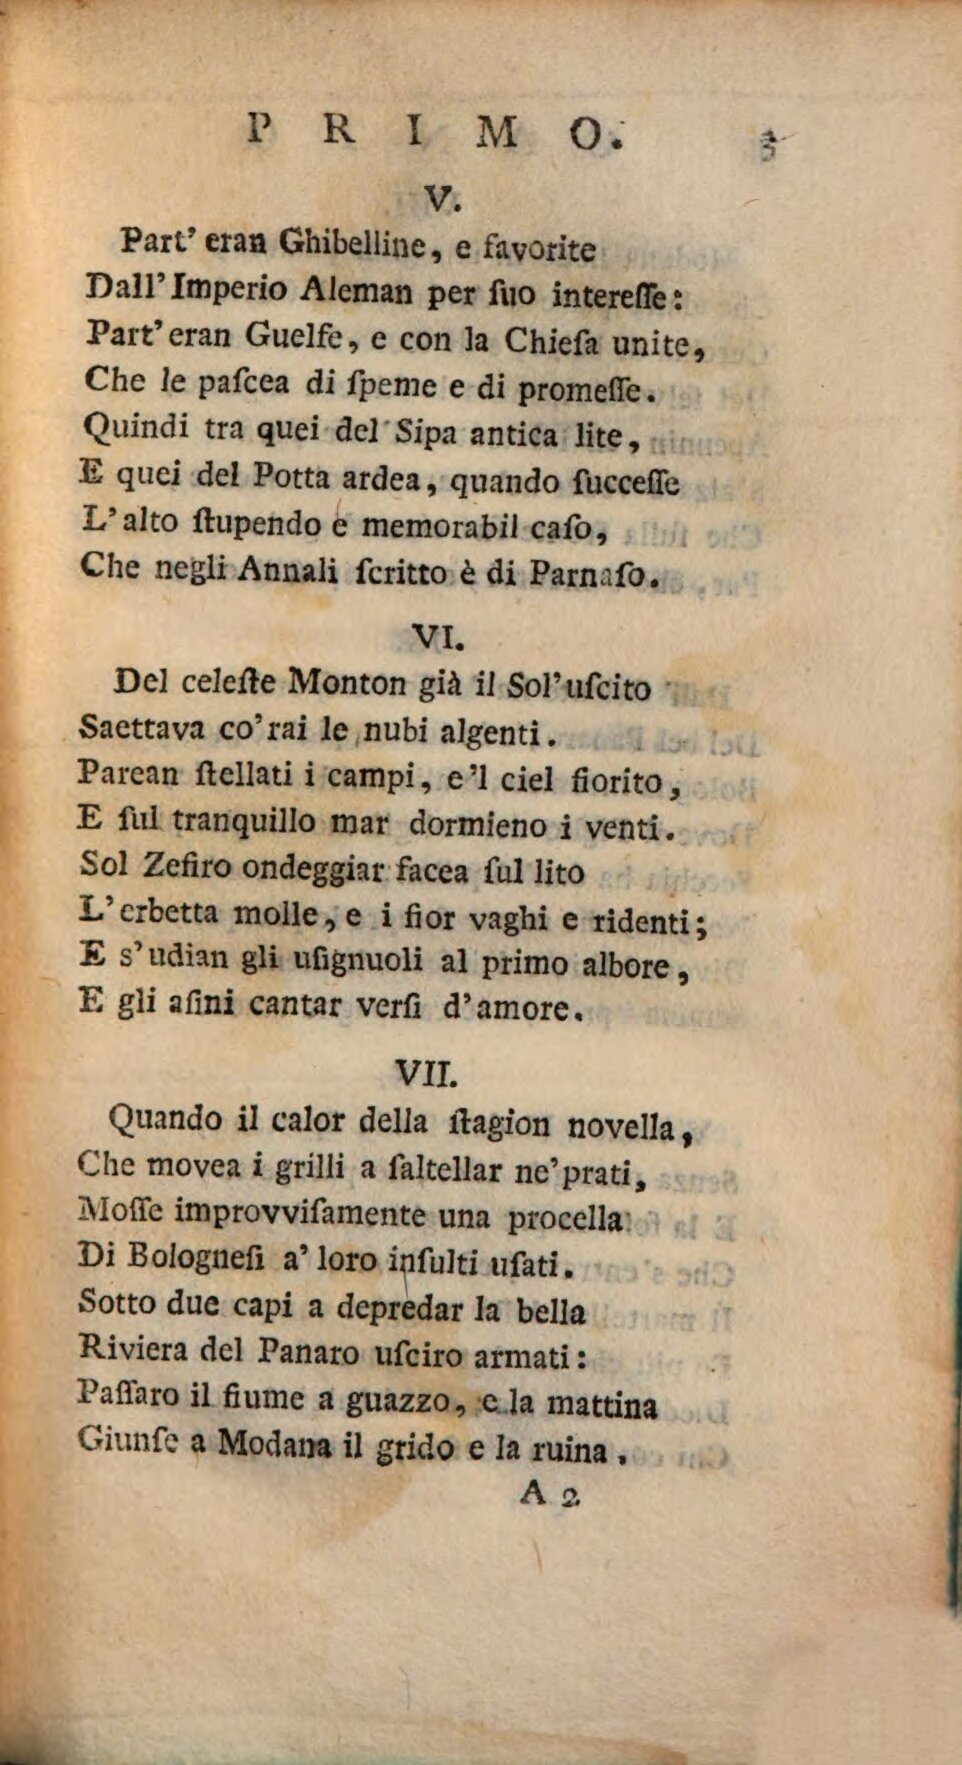 PRIMO. 3
V.
Part' eran Ghibelline, e favorite
Dall' Imperio Aleman per ſuo intereſſe:
Part' eran Guelfe, e con la Chieſa unite,
Che le paſcea di ſpeme e di promeſſe.
Quindi tra quei del Sipa antica lite,
E quei del Potta ardea, quando ſucceſſe
L'alto ſtupendo e memorabil caſo,
Che negli Annali ſcritto è di Parnaſo.
VI.
Del celeſte Monton già il Sol' uſcito
Saettava co' rai le nubi algenti.
Parean ſtellati i campi, e 'l ciel fiorito,
E ſul tranquillo mar dormieno i venti.
Sol Zefiro ondeggiar facea ſul lito
L'erbetta molle, e i fior vaghi e ridenti;
E s'udian gli uſignuoli al primo albore,
E gli aſini cantar verſi d'amore.
VII.
Quando il calor della ſtagion novella,
Che movea i grilli a ſaltellar ne' prati,
Moſſe improvviſamente una procella
Di Bologneſi a' loro inſulti uſati.
Sotto due capi a depredar la bella
Riviera del Panaro uſciro armati:
Paſſaro il fiume a guazzo, e la mattina
Giunſe a Modana il grido e la ruina.
A 2